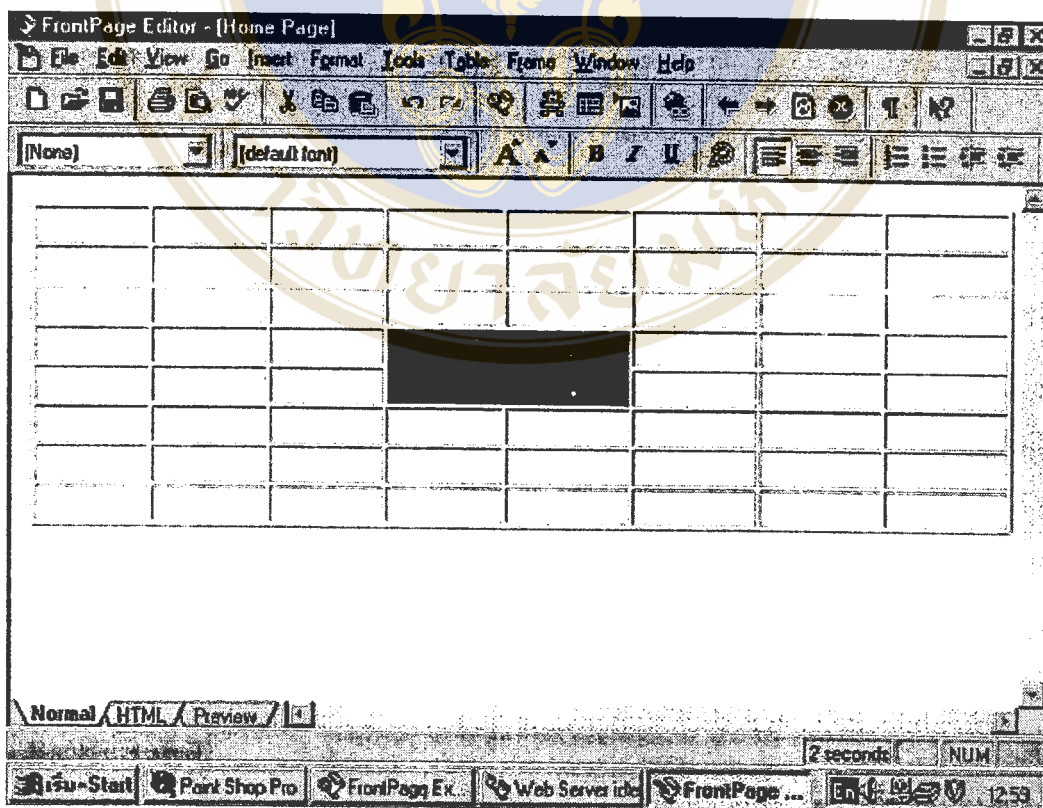 FrontPage Editor - [Home Page]
File Edit View Go Insert Format Tools Table Frame Window Help
[None] (default font) A A B I U
Normal HTML Preview
2 seconds NUM
เริ่ม-Start Paint Shop Pro FrontPage Ex... Web Server idle FrontPage ... En 12:59